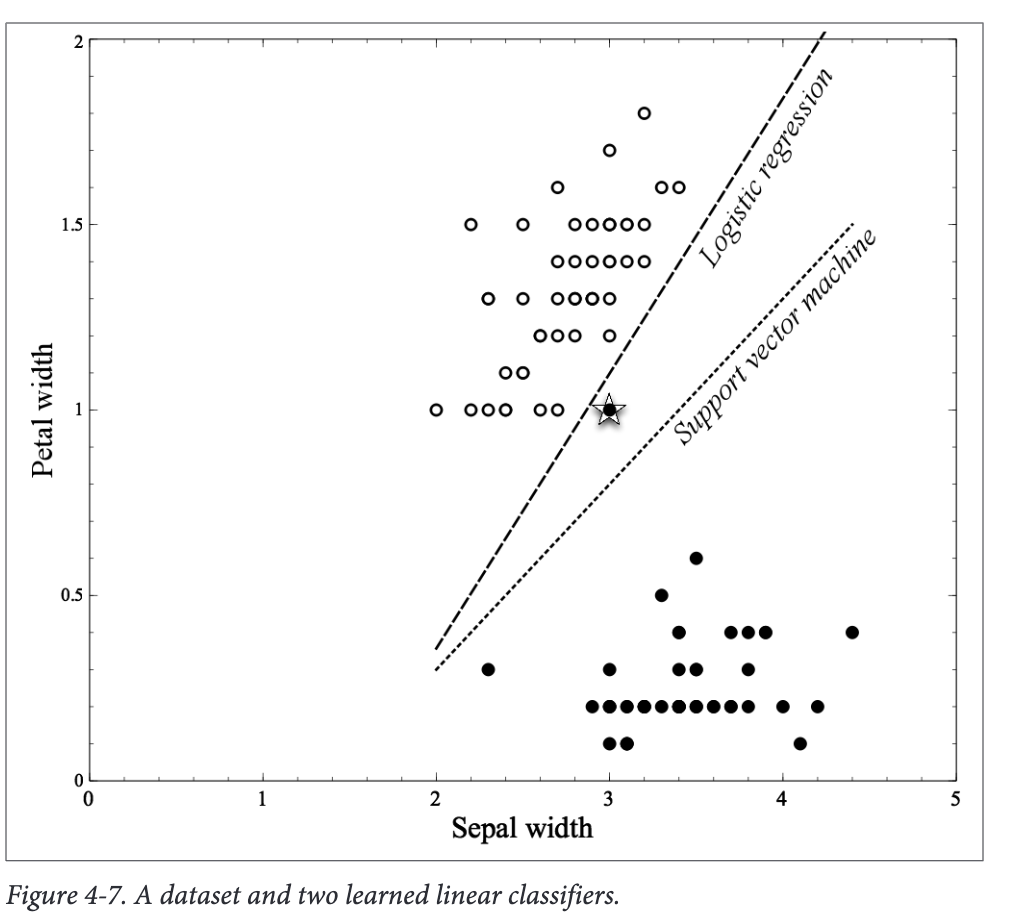 2
Logistic regression
1.5
Support vector machine
Petal width
1
0.5
0
0 1 2 3 4 5
Sepal width
Figure 4-7. A dataset and two learned linear classifiers.